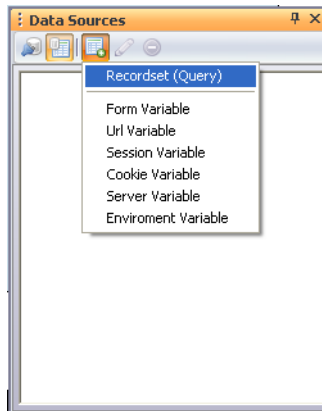 Data Sources
Recordset (Query)
Form Variable
Url Variable
Session Variable
Cookie Variable
Server Variable
Enviroment Variable